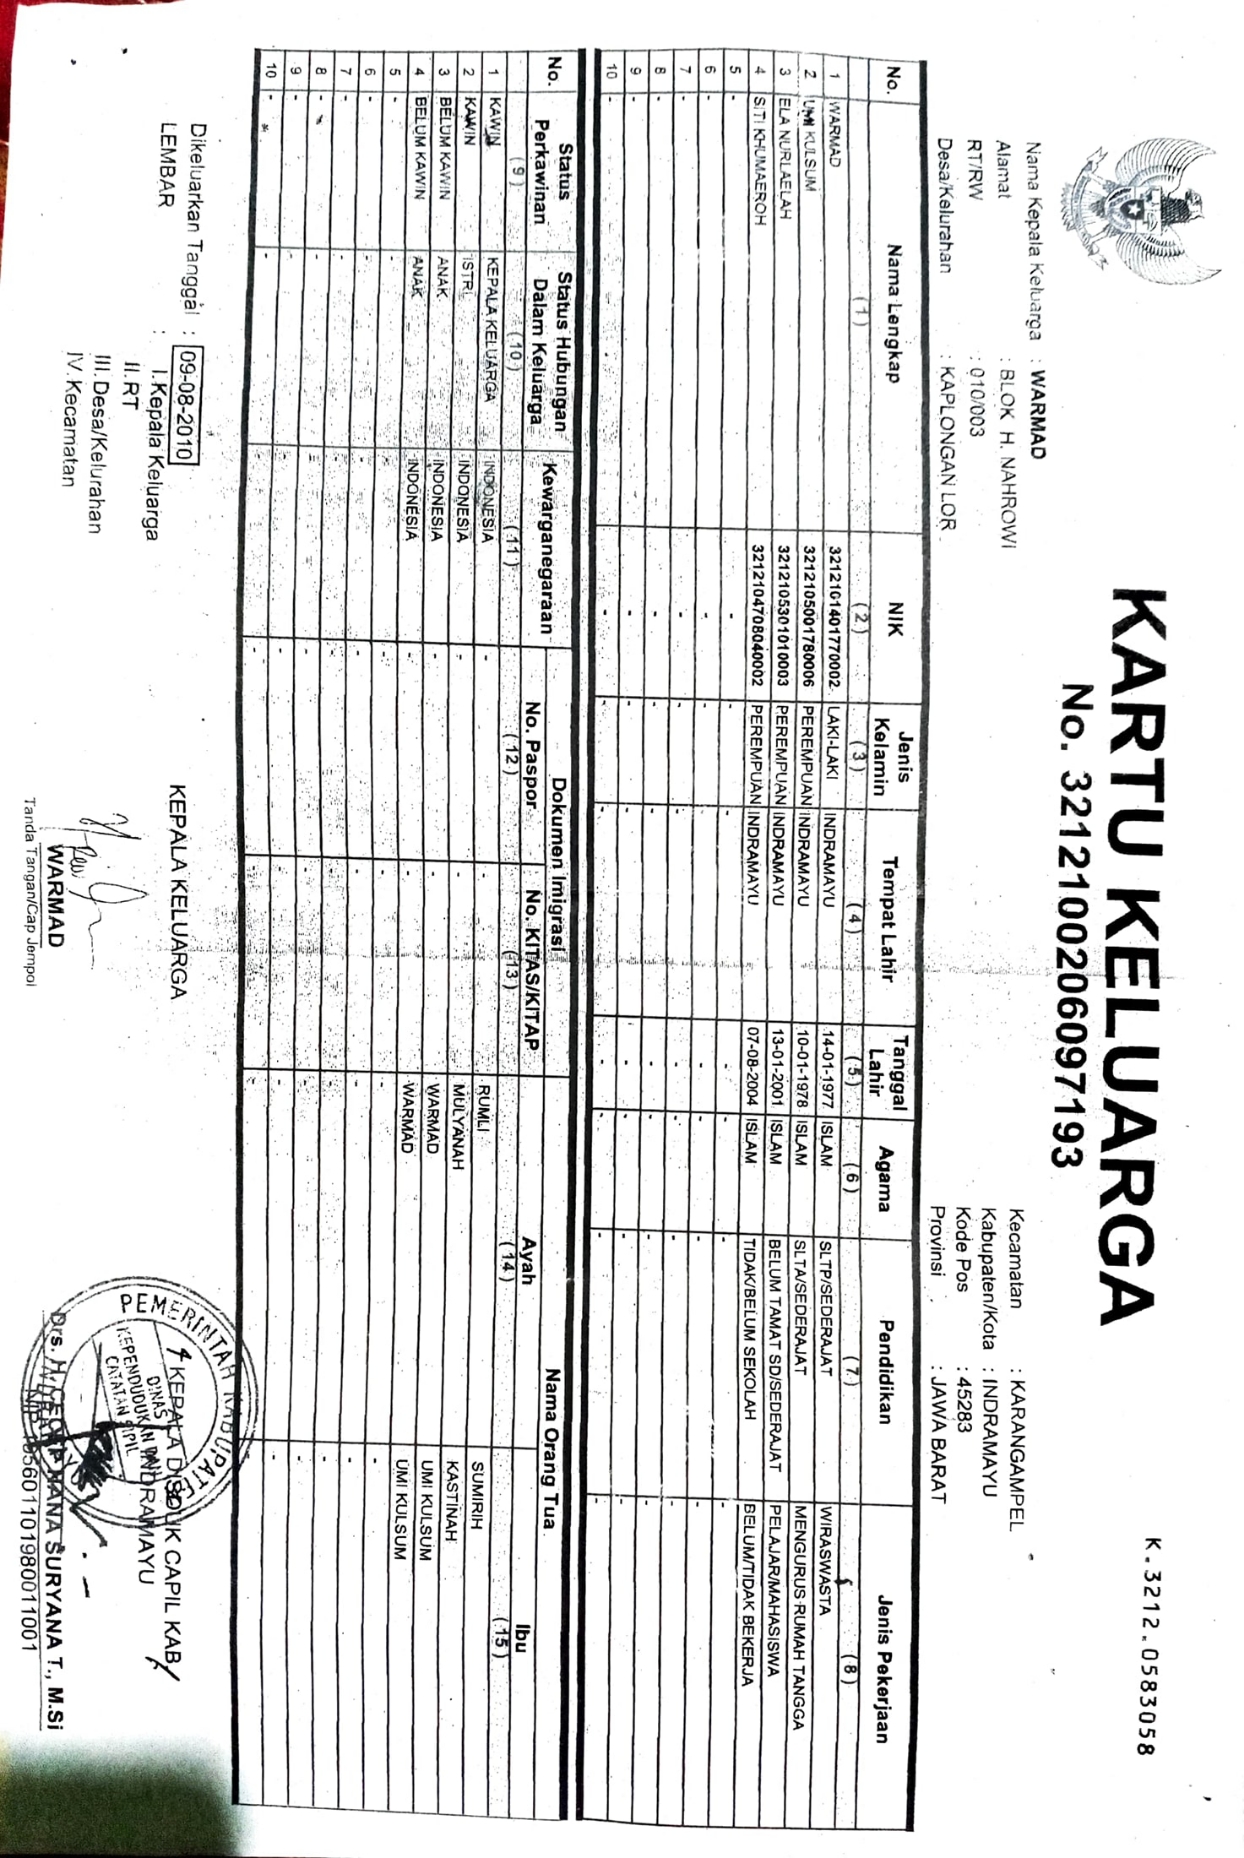 K.3212.0583058
KARTU KELUARGA
No. 3212100206097193
Nama Kepala Keluarga : WARMAD
Alamat : BLOK H. NAHROWI
RT/RW : 010/003
Desa/Kelurahan : KAPLONGAN LOR
Kecamatan : KARANGAMPEL
Kabupaten/Kota : INDRAMAYU
Kode Pos : 45283
Provinsi : JAWA BARAT
No. Nama Lengkap NIK Jenis Kelamin Tempat Lahir Tanggal Lahir Agama Pendidikan Jenis Pekerjaan
(1) (2) (3) (4) (5) (6) (7) (8)
1 WARMAD 3212101401770002 LAKI-LAKI INDRAMAYU 14-01-1977 ISLAM SLTP/SEDERAJAT WIRASWASTA
2 UMI KULSUM 3212105001780006 PEREMPUAN INDRAMAYU 10-01-1978 ISLAM SLTA/SEDERAJAT MENGURUS RUMAH TANGGA
3 ELA NURLAELAH 3212105301010003 PEREMPUAN INDRAMAYU 13-01-2001 ISLAM BELUM TAMAT SD/SEDERAJAT PELAJAR/MAHASISWA
4 SITI KHUMAEROH 3212104708040002 PEREMPUAN INDRAMAYU 07-08-2004 ISLAM TIDAK/BELUM SEKOLAH BELUM/TIDAK BEKERJA
5 - - - - - - - -
6 - - - - - - - -
7 - - - - - - - -
8 - - - - - - - -
9 - - - - - - - -
10 - - - - - - - -
No. Status Perkawinan Status Hubungan Dalam Keluarga Kewarganegaraan Dokumen Imigrasi Nama Orang Tua
No. Paspor No. KITAS/KITAP Ayah Ibu
(9) (10) (11) (12) (13) (14) (15)
1 KAWIN KEPALA KELUARGA INDONESIA - - RUMLI SUMIRIH
2 KAWIN ISTRI INDONESIA - - MULYANAH KASTINAH
3 BELUM KAWIN ANAK INDONESIA - - WARMAD UMI KULSUM
4 BELUM KAWIN ANAK INDONESIA - - WARMAD UMI KULSUM
5 - - - - - - -
6 - - - - - - -
7 - - - - - - -
8 - - - - - - -
9 - - - - - - -
10 - - - - - - -
Dikeluarkan Tanggal : 09-08-2010
LEMBAR : I. Kepala Keluarga
II. RT
III. Desa/Kelurahan
IV. Kecamatan
KEPALA KELUARGA
WARMAD
Tanda Tangan/Cap Jempol
KEPALA DISDUK CAPIL KAB
INDRAMAYU
PEMERINTAH KABUPATEN
DINAS
KEPENDUDUKAN DAN
CATATAN SIPIL
SURYANA T., M.Si